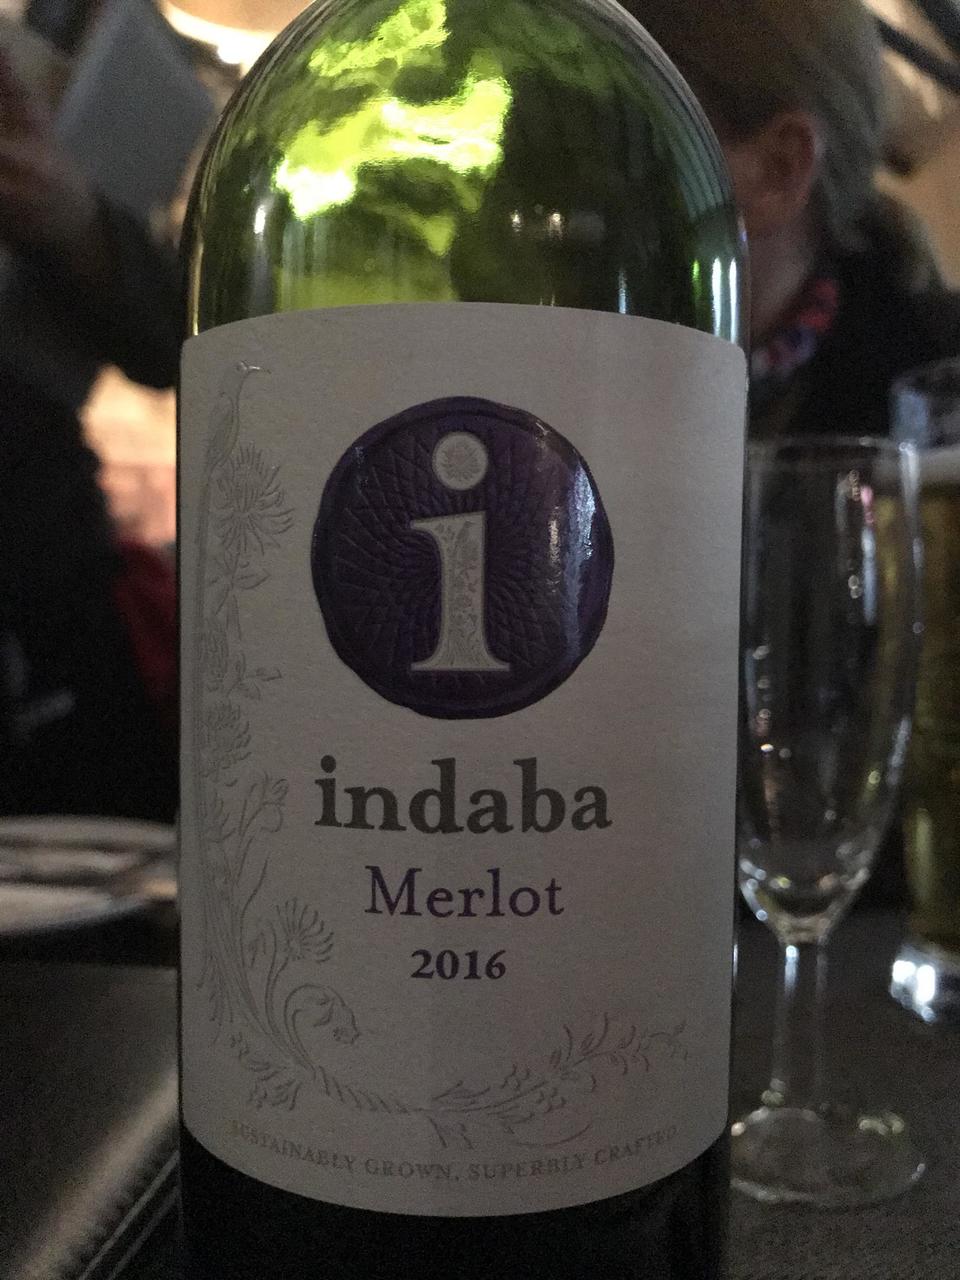 i
indaba
Merlot
2016
SUSTAINABLY GROWN, SUPERBLY CRAFTED